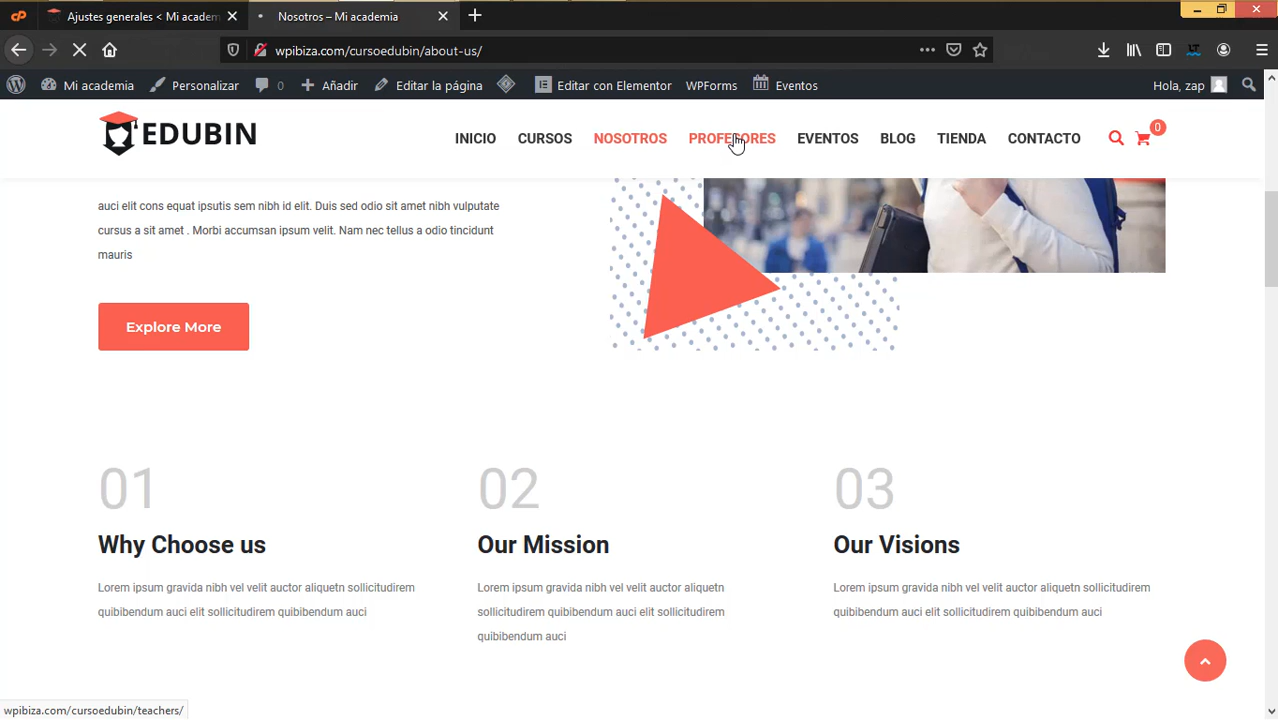 Ajustes generales < Mi academ
Nosotros – Mi academia
wpibiza.com/cursoedubin/about-us/
Mi academia
Personalizar
Añadir
Editar la página
Editar con Elementor
WPForms
Eventos
Hola, zap
EDUBIN
INICIO
CURSOS
NOSOTROS
PROFESORES
EVENTOS
BLOG
TIENDA
CONTACTO
0
auci elit cons equat ipsutis sem nibh id elit. Duis sed odio sit amet nibh vulputate
cursus a sit amet . Morbi accumsan ipsum velit. Nam nec tellus a odio tincidunt
mauris
Explore More
01
Why Choose us
Lorem ipsum gravida nibh vel velit auctor aliquetn sollicitudirem
quibibendum auci elit sollicitudirem quibibendum auci
02
Our Mission
Lorem ipsum gravida nibh vel velit auctor aliquetn
sollicitudirem quibibendum auci elit sollicitudirem
quibibendum auci
03
Our Visions
Lorem ipsum gravida nibh vel velit auctor aliquetn sollicitudirem
quibibendum auci elit sollicitudirem quibibendum auci
wpibiza.com/cursoedubin/teachers/